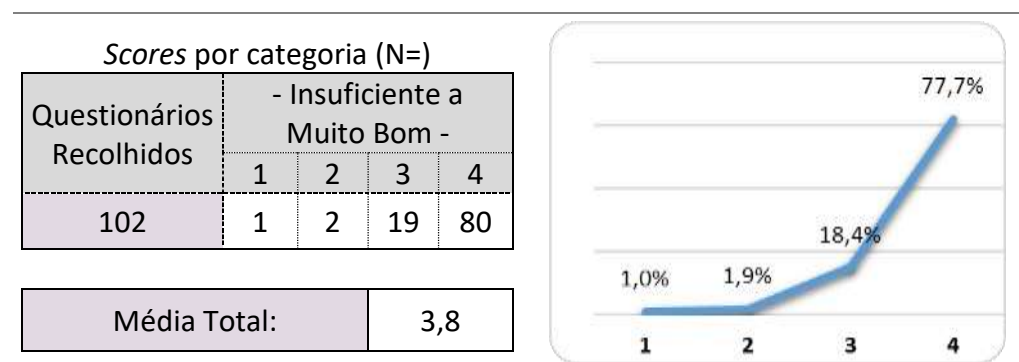 Scores por categoria (N=)
Questionários
Recolhidos
- Insuficiente a
Muito Bom -
1 2 3 4
102 1 2 19 80
Média Total: 3,8
77,7%
18,4%
1,0% 1,9%
1 2 3 4